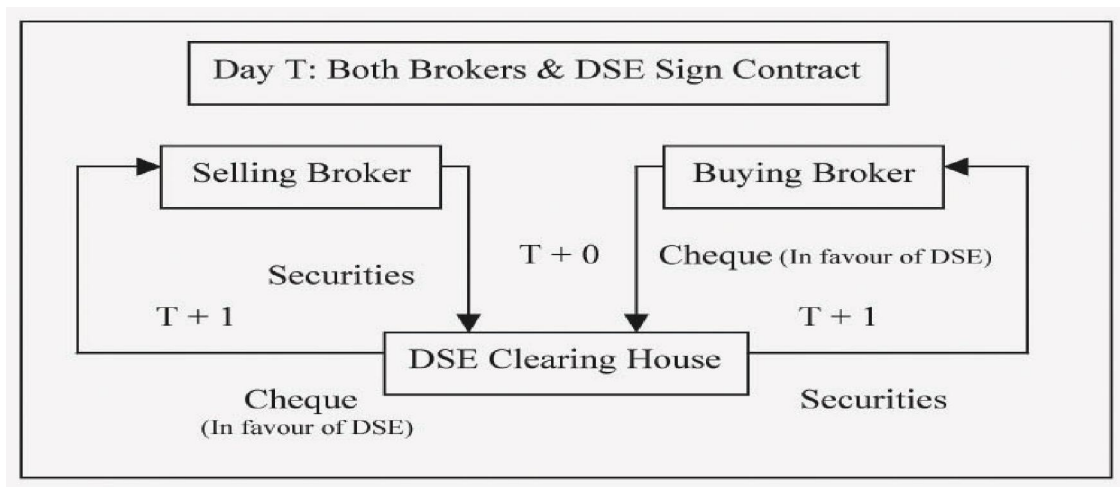 Day T: Both Brokers & DSE Sign Contract
Selling Broker
Buying Broker
T + 0
Cheque (In favour of DSE)
Securities
T + 1
T + 1
DSE Clearing House
Cheque
(In favour of DSE)
Securities